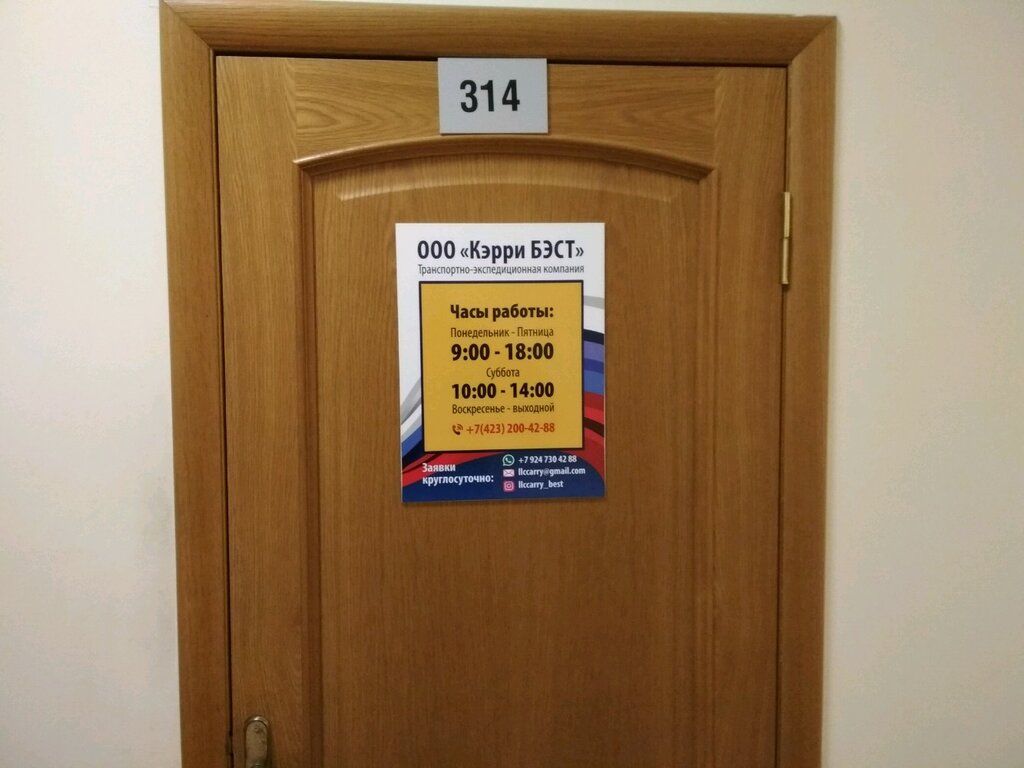 314
ООО «Кэрри БЭСТ»
Транспортно-экспедиционная компания
Часы работы:
Понедельник - Пятница
9:00 - 18:00
Суббота
10:00 - 14:00
Воскресенье - выходной
+7(423) 200-42-88
Заявки
круглосуточно:
+7 924 730 42 88
llccarry@gmail.com
llccarry_best